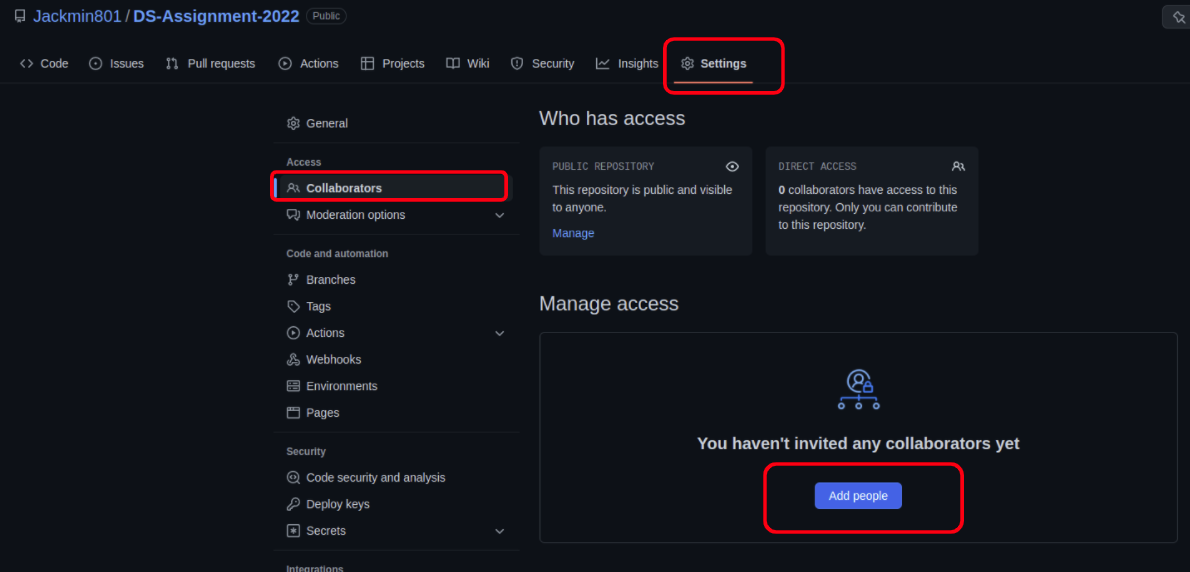 Jackmin801 / DS-Assignment-2022 Public
Code Issues Pull requests Actions Projects Wiki Security Insights Settings
General
Access
Collaborators
Moderation options
Code and automation
Branches
Tags
Actions
Webhooks
Environments
Pages
Security
Code security and analysis
Deploy keys
Secrets
Integrations
Who has access
PUBLIC REPOSITORY
This repository is public and visible
to anyone.
Manage
DIRECT ACCESS
0 collaborators have access to this
repository. Only you can contribute
to this repository.
Manage access
You haven't invited any collaborators yet
Add people